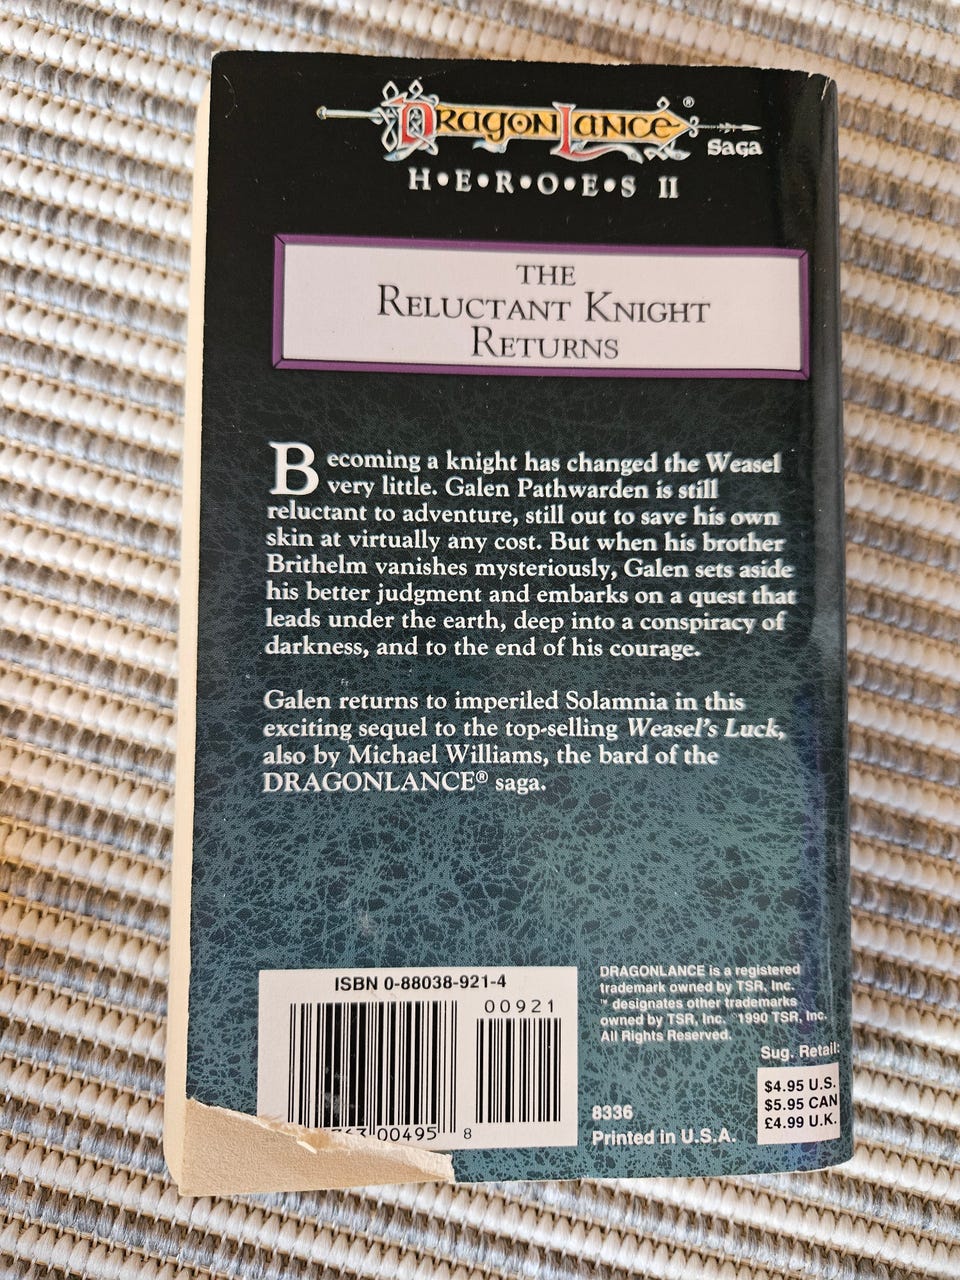 DRAGONLANCE®
SAGA
H•E•R•O•E•S II
THE
RELUCTANT KNIGHT
RETURNS
Becoming a knight has changed the Weasel
very little. Galen Pathwarden is still
reluctant to adventure, still out to save his own
skin at virtually any cost. But when his brother
Brithelm vanishes mysteriously, Galen sets aside
his better judgment and embarks on a quest that
leads under the earth, deep into a conspiracy of
darkness, and to the end of his courage.
Galen returns to imperiled Solamnia in this
exciting sequel to the top-selling Weasel's Luck,
also by Michael Williams, the bard of the
DRAGONLANCE® saga.
ISBN 0-88038-921-4
00921
00495 8
DRAGONLANCE is a registered
trademark owned by TSR, Inc.
™ designates other trademarks
owned by TSR, Inc. ©1990 TSR, Inc.
All Rights Reserved.
Sug. Retail:
$4.95 U.S.
$5.95 CAN
£4.99 U.K.
8336
Printed in U.S.A.